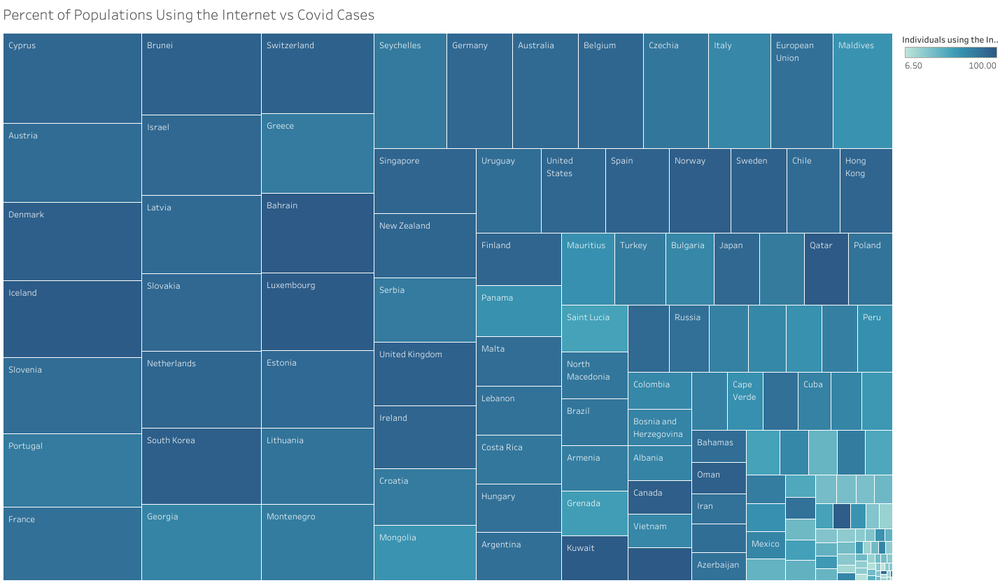 Percent of Populations Using the Internet vs Covid Cases
Individuals using the In..
6.50 100.00
Cyprus
Austria
Denmark
Iceland
Slovenia
Portugal
France
Brunei
Israel
Latvia
Slovakia
Netherlands
South Korea
Georgia
Switzerland
Greece
Bahrain
Luxembourg
Estonia
Lithuania
Montenegro
Seychelles
Germany
Australia
Belgium
Czechia
Italy
European
Union
Maldives
Singapore
New Zealand
Serbia
United Kingdom
Ireland
Croatia
Mongolia
Uruguay
United
States
Spain
Norway
Sweden
Chile
Hong
Kong
Finland
Panama
Malta
Lebanon
Costa Rica
Hungary
Argentina
Mauritius
Turkey
Bulgaria
Japan
Qatar
Poland
Saint Lucia
North
Macedonia
Brazil
Armenia
Grenada
Kuwait
Russia
Peru
Colombia
Bosnia and
Herzegovina
Albania
Canada
Vietnam
Cape
Verde
Cuba
Bahamas
Oman
Iran
Azerbaijan
Mexico